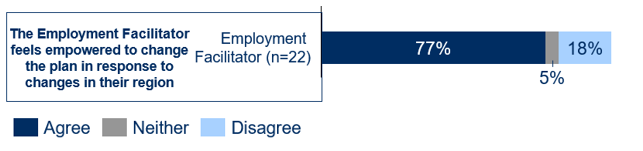 The Employment Facilitator
feels empowered to change
the plan in response to
changes in their region
Employment
Facilitator (n=22)
77%
18%
5%
Agree
Neither
Disagree